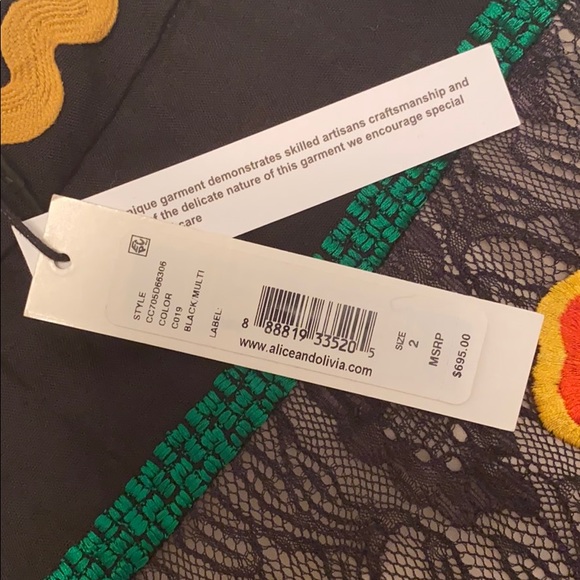 nique garment demonstrates skilled artisans craftsmanship and
of the delicate nature of this garment we encourage special
care
STYLE
CC705D66306
COLOR
C019
BLACK/MULTI
LABEL:
8 88819 33520 5
www.aliceandolivia.com
SIZE
2
MSRP
$695.00